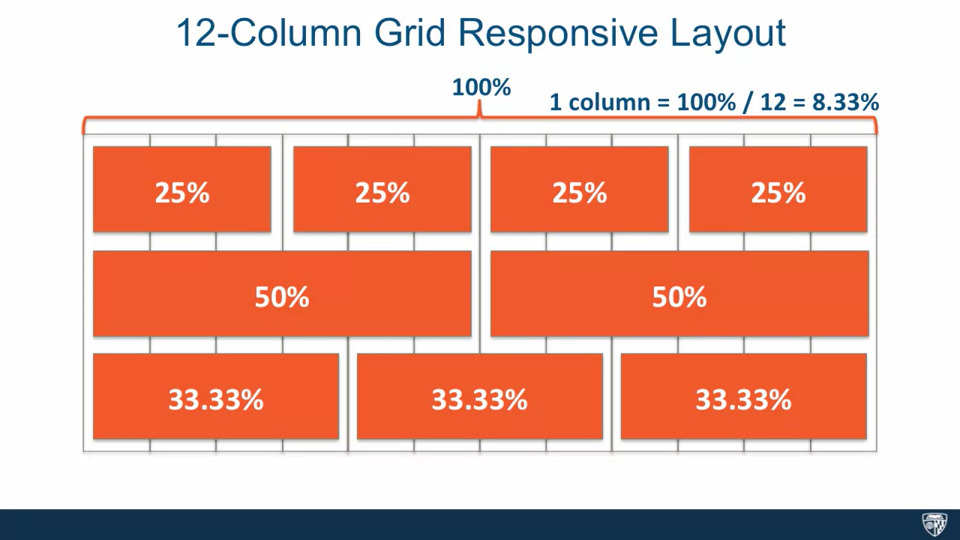 12-Column Grid Responsive Layout
100%
1 column = 100% / 12 = 8.33%
25% 25% 25% 25%
50% 50%
33.33% 33.33% 33.33%